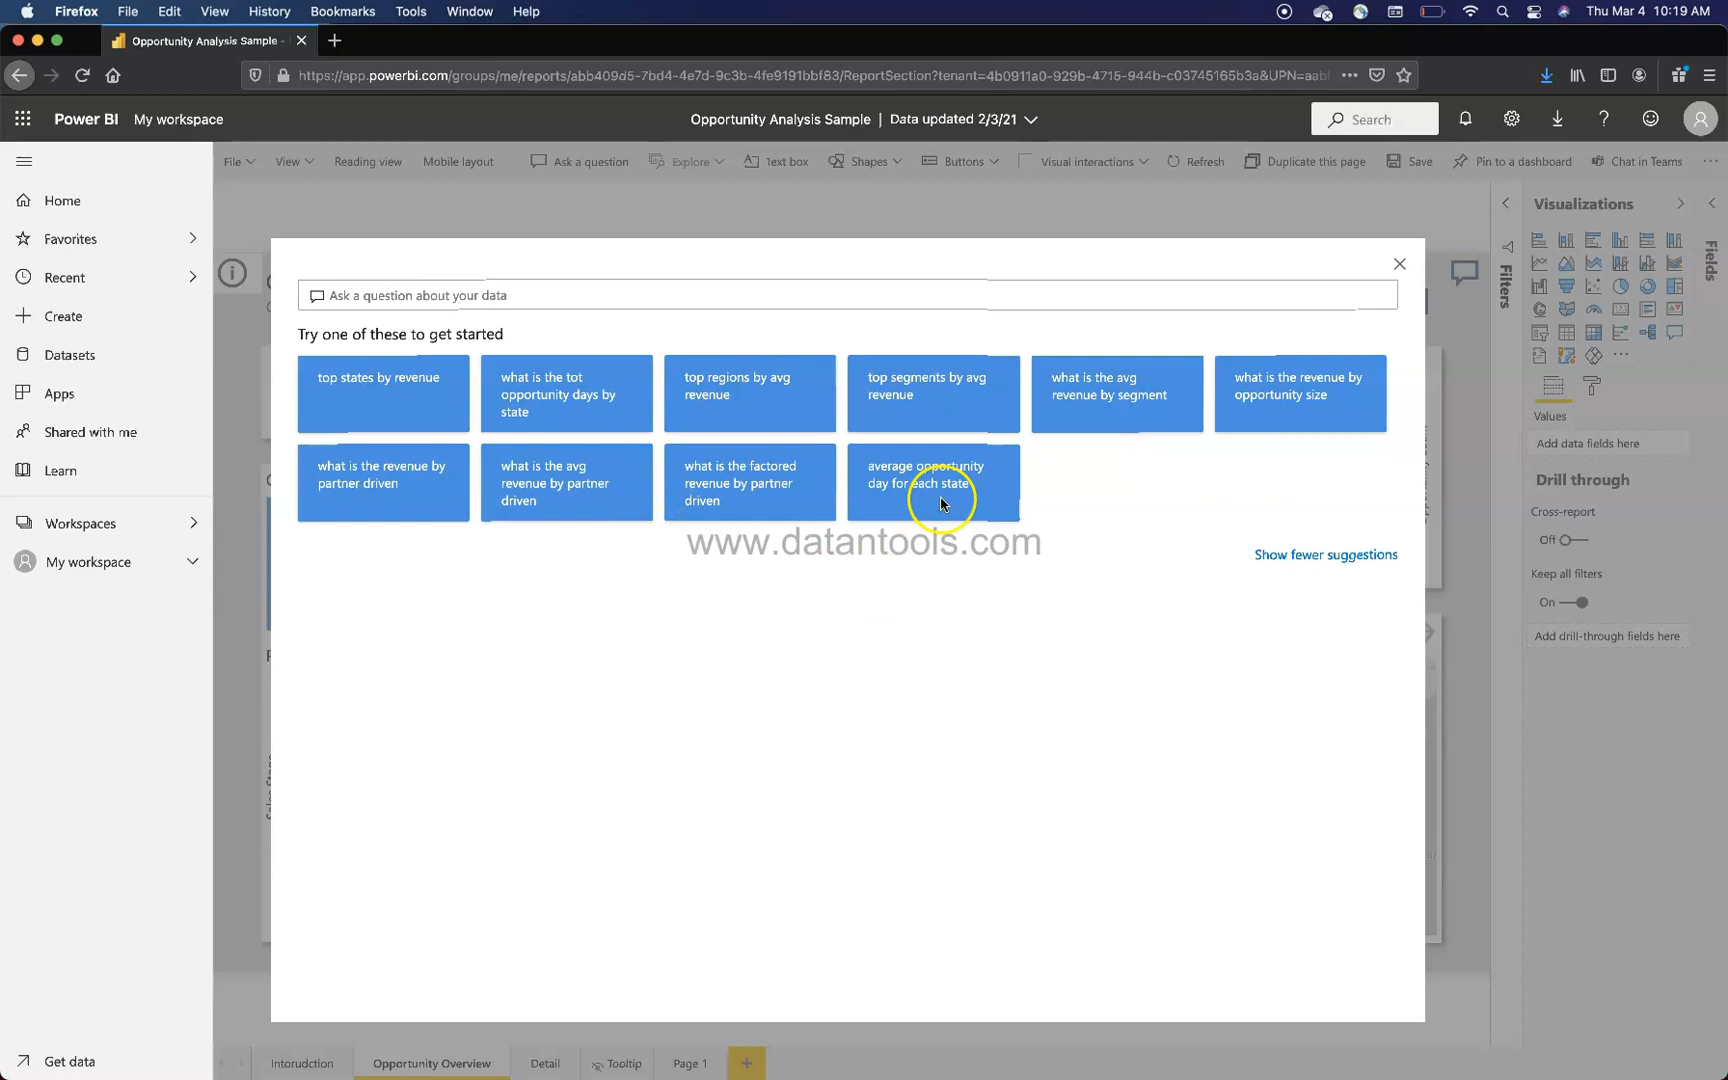 Firefox File Edit View History Bookmarks Tools Window Help Thu Mar 4 10:19 AM
Opportunity Analysis Sample -
https://app.powerbi.com/groups/me/reports/abb409d5-7bd4-4e7d-9c3b-4fe9191bbf83/ReportSection?tenant=4b0911a0-929b-4715-944b-c03745165b3a&UPN=aabl
Power BI My workspace Opportunity Analysis Sample | Data updated 2/3/21 Search
File View Reading view Mobile layout Ask a question Explore Text box Shapes Buttons Visual interactions Refresh Duplicate this page Save Pin to a dashboard Chat in Teams
Home
Favorites
Recent
Create
Datasets
Apps
Shared with me
Learn
Workspaces
My workspace
Get data
Ask a question about your data
Try one of these to get started
top states by revenue
what is the tot
opportunity days by
state
top regions by avg
revenue
top segments by avg
revenue
what is the avg
revenue by segment
what is the revenue by
opportunity size
what is the revenue by
partner driven
what is the avg
revenue by partner
driven
what is the factored
revenue by partner
driven
average opportunity
day for each state
www.datantools.com
Show fewer suggestions
Filters
Visualizations
Fields
Values
Add data fields here
Drill through
Cross-report
Off
Keep all filters
On
Add drill-through fields here
Intorudction Opportunity Overview Detail Tooltip Page 1